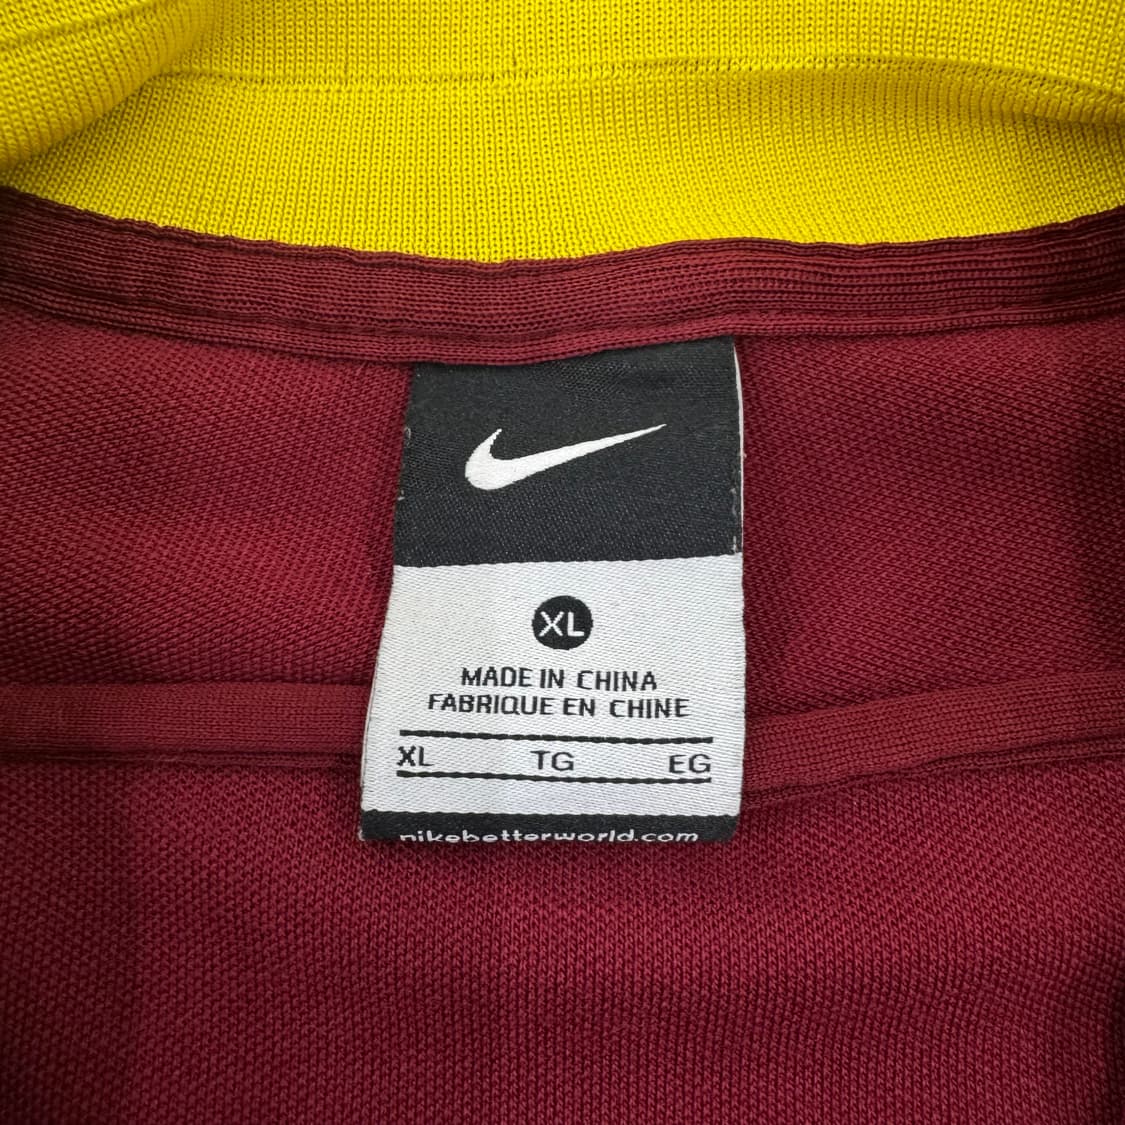 XL
MADE IN CHINA
FABRIQUE EN CHINE
XL TG EG
nikebetterworld.com